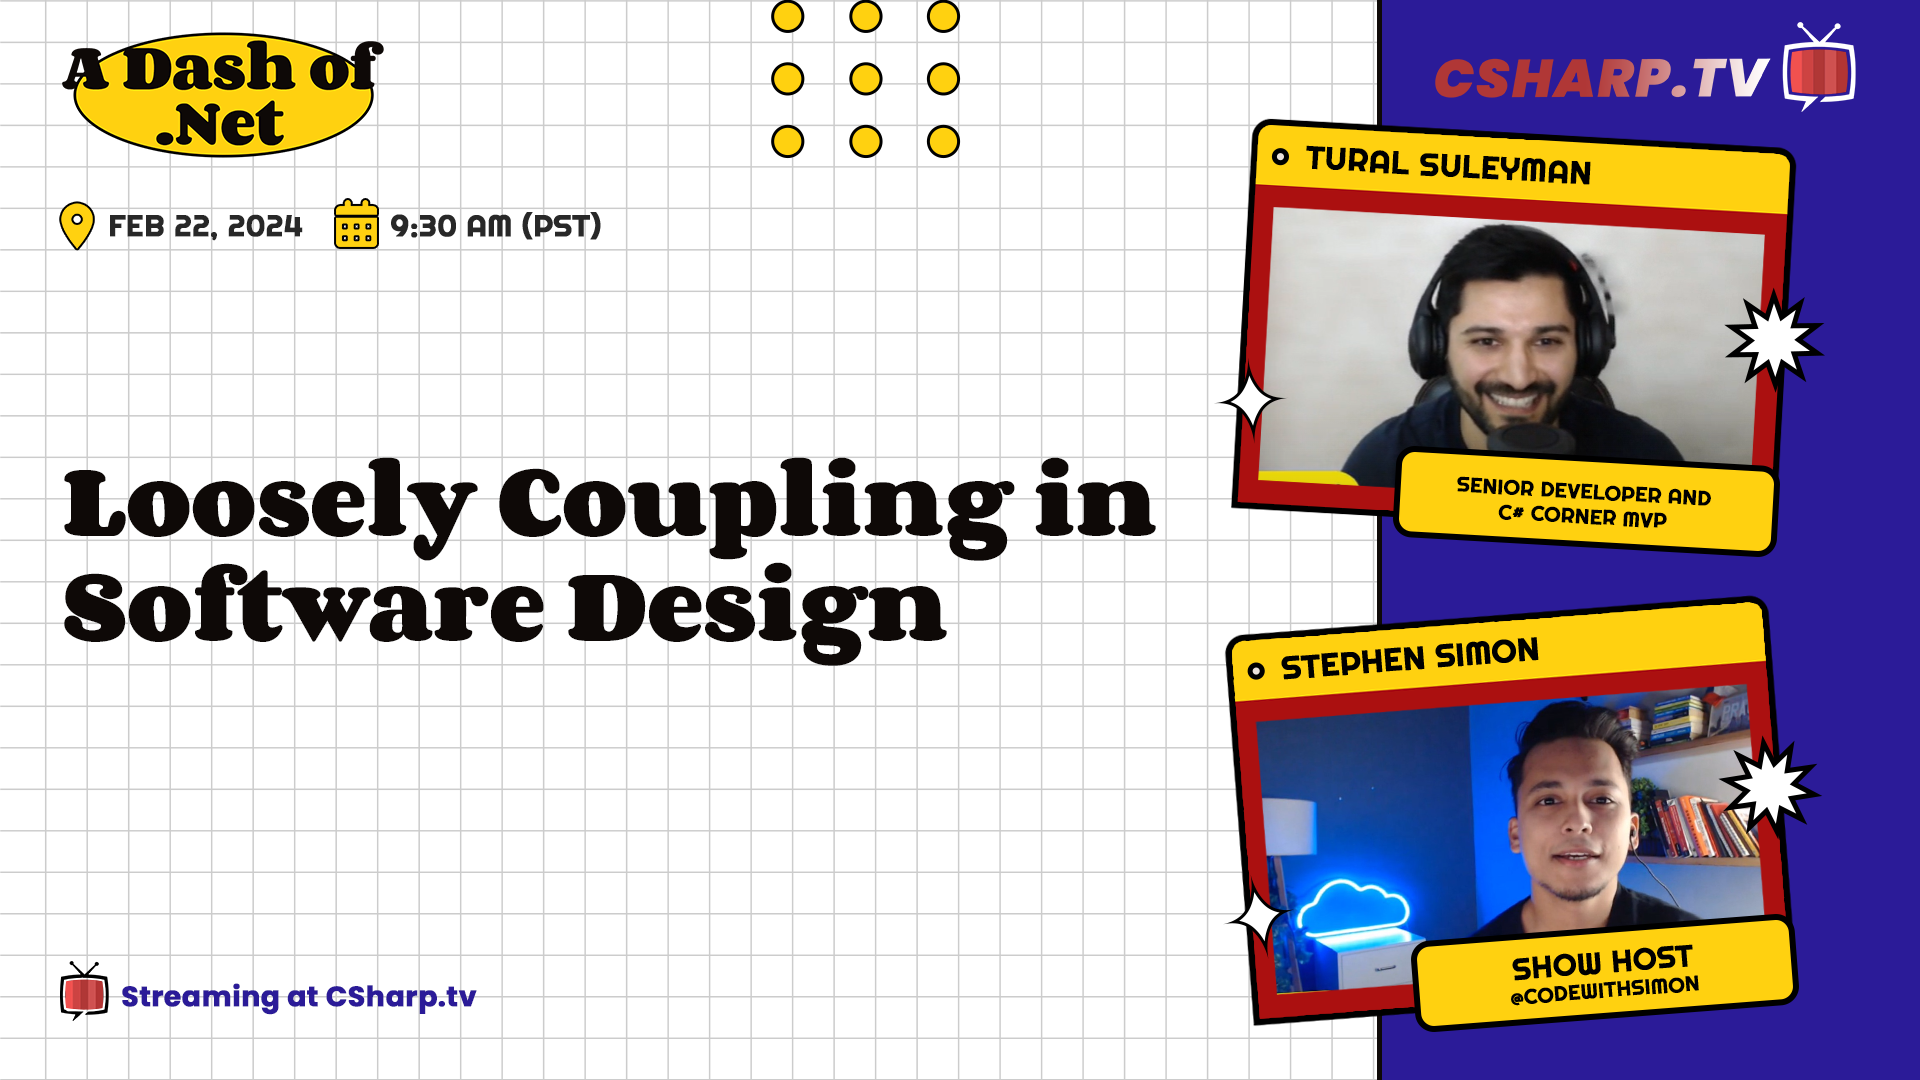 A Dash of
.Net
FEB 22, 2024
9:30 AM (PST)
Loosely Coupling in
Software Design
Streaming at CSharp.tv
CSHARP.TV
TURAL SULEYMAN
SENIOR DEVELOPER AND
C# CORNER MVP
STEPHEN SIMON
PRA
SHOW HOST
@CODEWITHSIMON